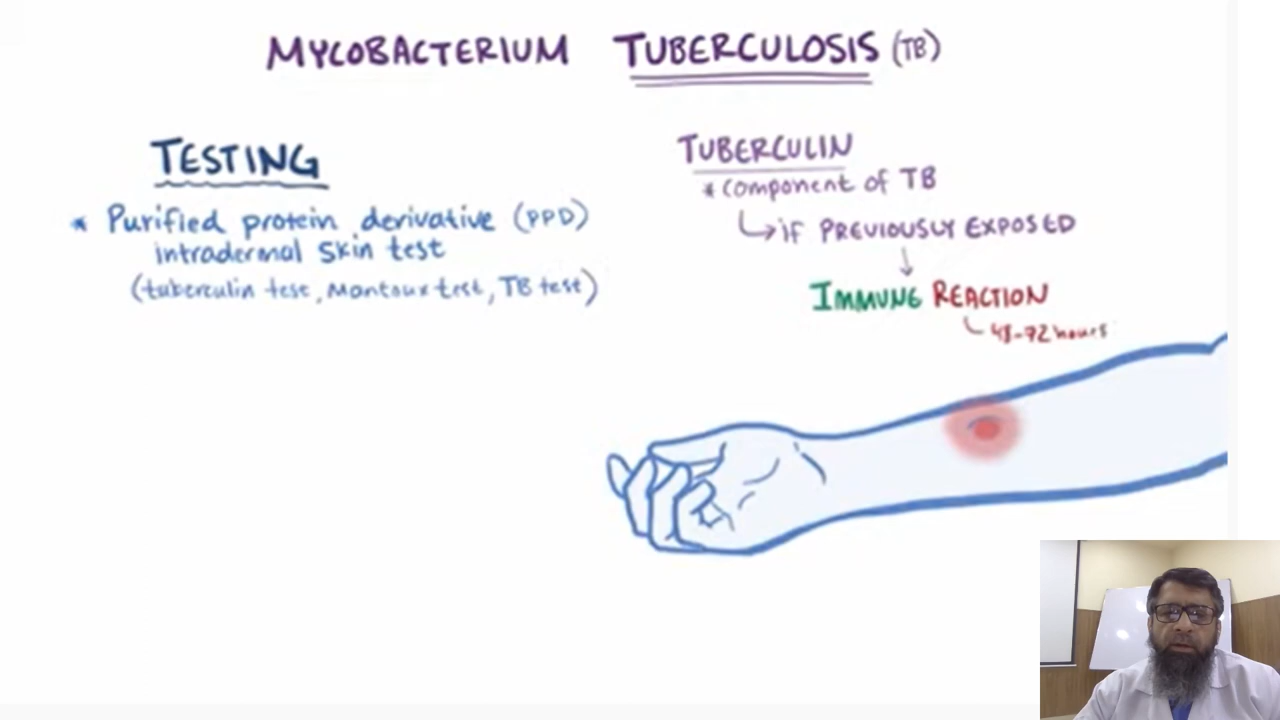 MYCOBACTERIUM TUBERCULOSIS (TB)
TESTING
* Purified protein derivative (PPD)
intradermal skin test
(tuberculin test, Mantoux test, TB test)
TUBERCULIN
* component of TB
↳ if PREVIOUSLY EXPOSED
↓
IMMUNE REACTION
48-72 hours